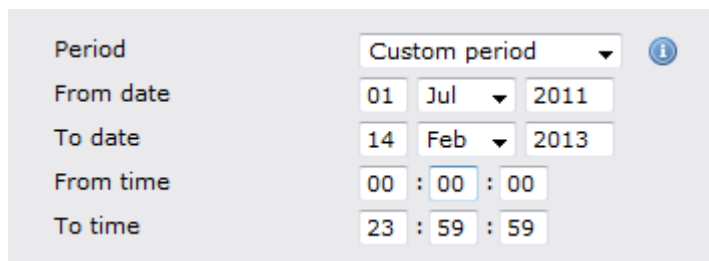 Period Custom period
From date 01 Jul 2011
To date 14 Feb 2013
From time 00 : 00 : 00
To time 23 : 59 : 59